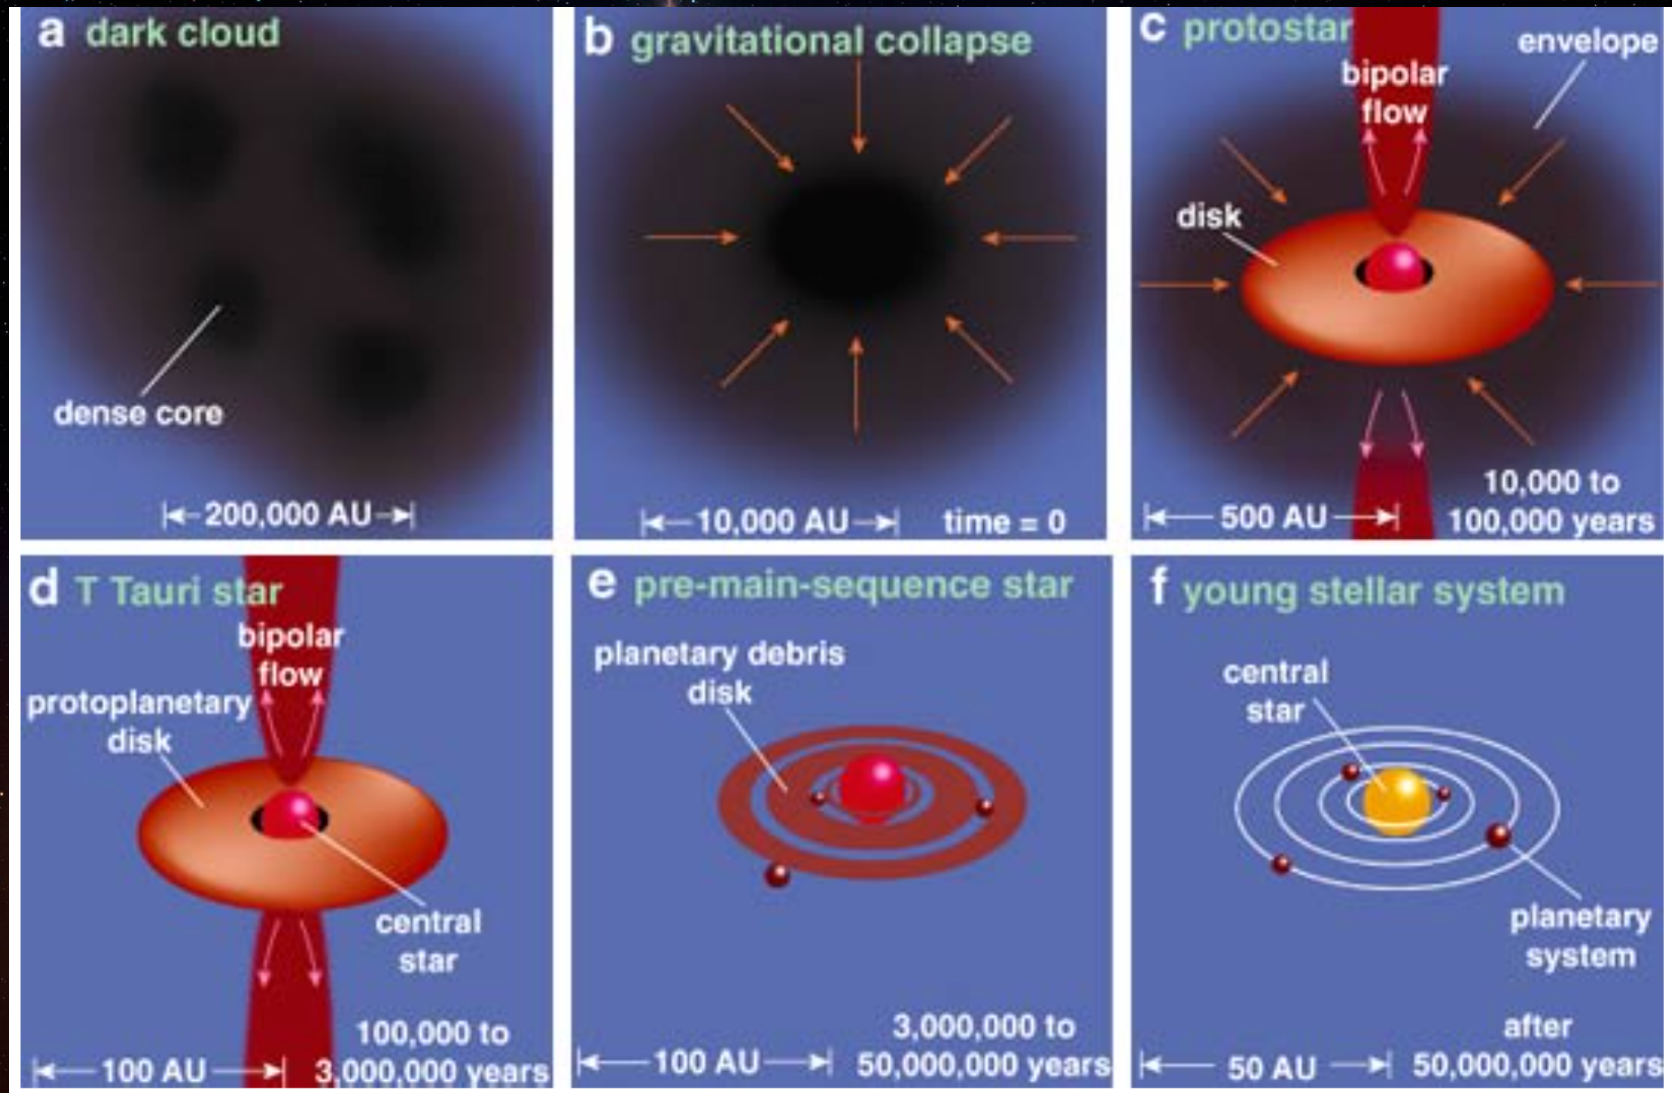 a dark cloud
dense core
200,000 AU
b gravitational collapse
10,000 AU
time = 0
c protostar
envelope
bipolar
flow
disk
500 AU
10,000 to
100,000 years
d T Tauri star
bipolar
flow
protoplanetary
disk
central
star
100 AU
100,000 to
3,000,000 years
e pre-main-sequence star
planetary debris
disk
100 AU
3,000,000 to
50,000,000 years
f young stellar system
central
star
planetary
system
50 AU
after
50,000,000 years